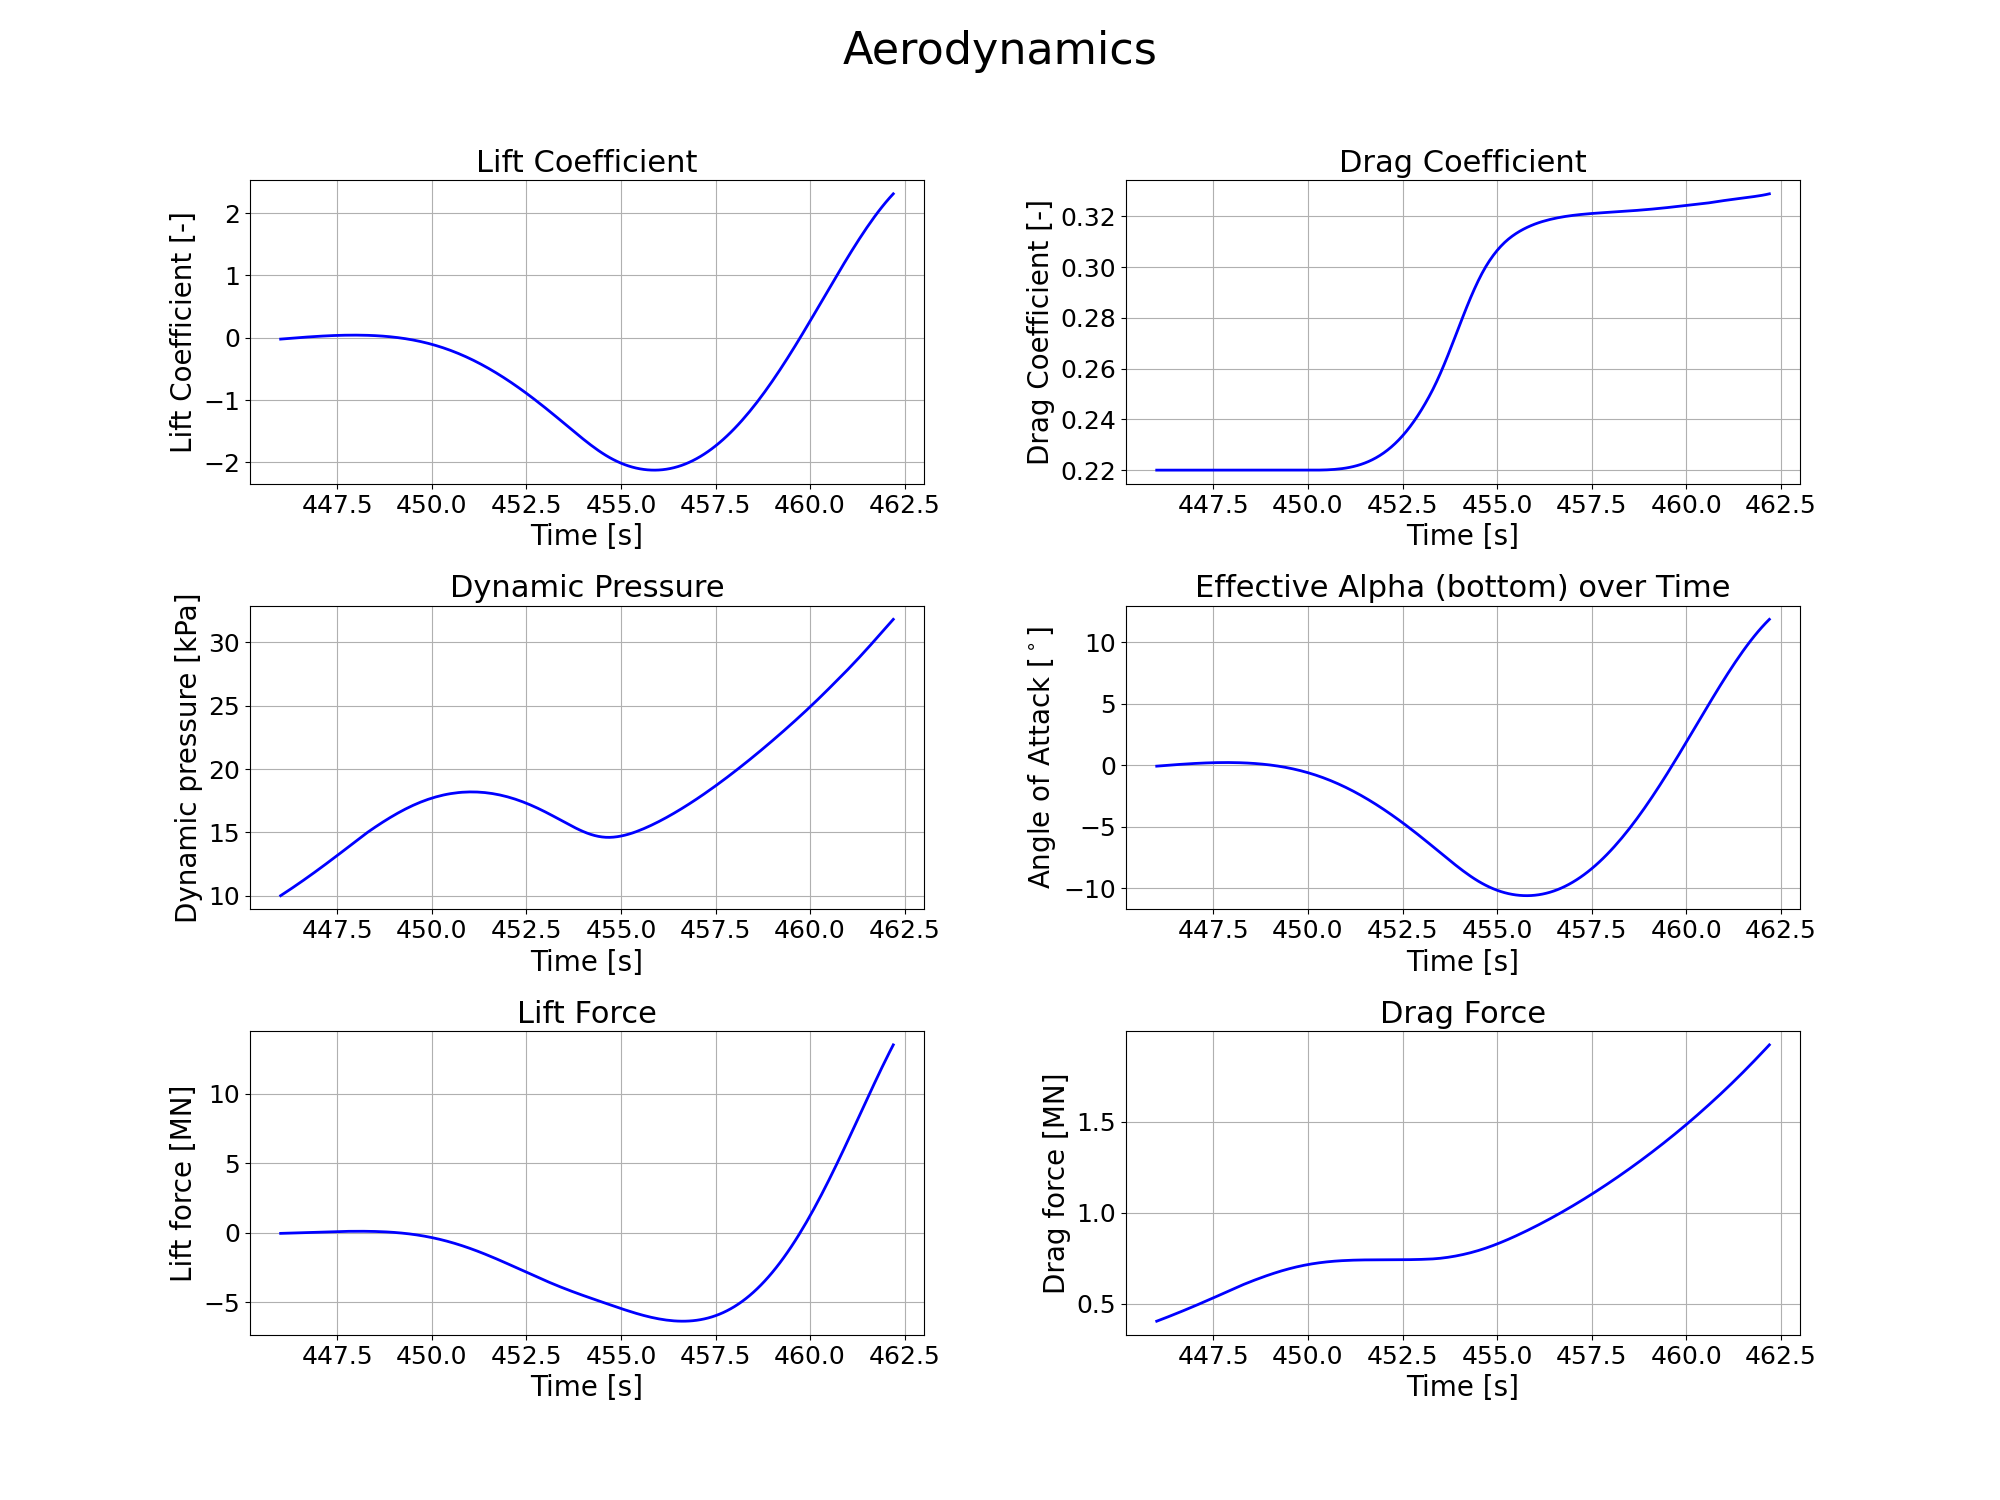 Aerodynamics
Lift Coefficient
Lift Coefficient [-]
2
1
0
−1
−2
447.5 450.0 452.5 455.0 457.5 460.0 462.5
Time [s]
Drag Coefficient
Drag Coefficient [-]
0.32
0.30
0.28
0.26
0.24
0.22
447.5 450.0 452.5 455.0 457.5 460.0 462.5
Time [s]
Dynamic Pressure
Dynamic pressure [kPa]
30
25
20
15
10
447.5 450.0 452.5 455.0 457.5 460.0 462.5
Time [s]
Effective Alpha (bottom) over Time
Angle of Attack [°]
10
5
0
−5
−10
447.5 450.0 452.5 455.0 457.5 460.0 462.5
Time [s]
Lift Force
Lift force [MN]
10
5
0
−5
447.5 450.0 452.5 455.0 457.5 460.0 462.5
Time [s]
Drag Force
Drag force [MN]
1.5
1.0
0.5
447.5 450.0 452.5 455.0 457.5 460.0 462.5
Time [s]